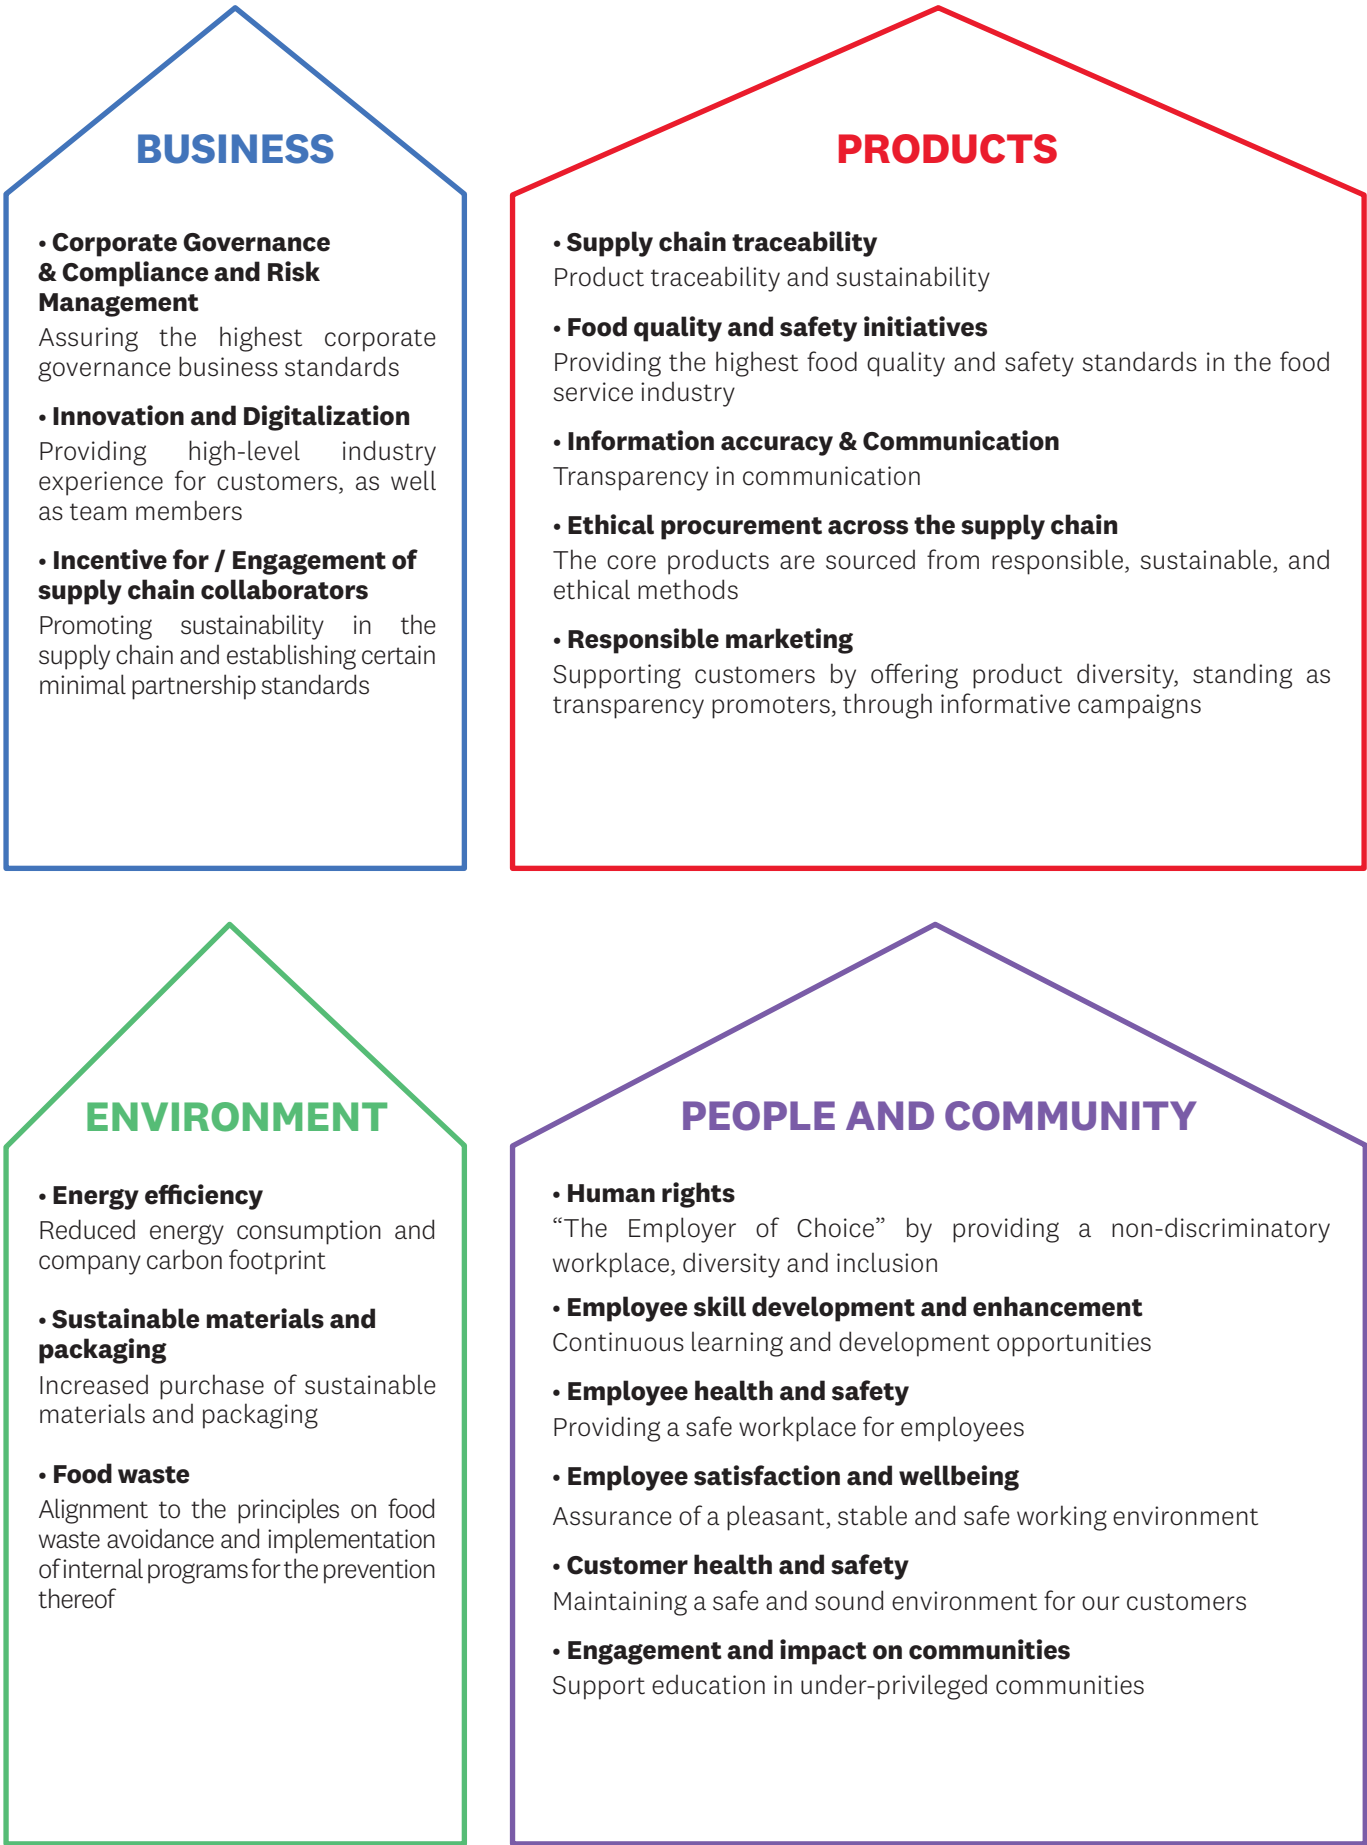 BUSINESS
• Corporate Governance
& Compliance and Risk
Management
Assuring the highest corporate
governance business standards
• Innovation and Digitalization
Providing high-level industry
experience for customers, as well
as team members
• Incentive for / Engagement of
supply chain collaborators
Promoting sustainability in the
supply chain and establishing certain
minimal partnership standards
PRODUCTS
• Supply chain traceability
Product traceability and sustainability
• Food quality and safety initiatives
Providing the highest food quality and safety standards in the food
service industry
• Information accuracy & Communication
Transparency in communication
• Ethical procurement across the supply chain
The core products are sourced from responsible, sustainable, and
ethical methods
• Responsible marketing
Supporting customers by offering product diversity, standing as
transparency promoters, through informative campaigns
ENVIRONMENT
• Energy efficiency
Reduced energy consumption and
company carbon footprint
• Sustainable materials and
packaging
Increased purchase of sustainable
materials and packaging
• Food waste
Alignment to the principles on food
waste avoidance and implementation
of internal programs for the prevention
thereof
PEOPLE AND COMMUNITY
• Human rights
“The Employer of Choice” by providing a non-discriminatory
workplace, diversity and inclusion
• Employee skill development and enhancement
Continuous learning and development opportunities
• Employee health and safety
Providing a safe workplace for employees
• Employee satisfaction and wellbeing
Assurance of a pleasant, stable and safe working environment
• Customer health and safety
Maintaining a safe and sound environment for our customers
• Engagement and impact on communities
Support education in under-privileged communities